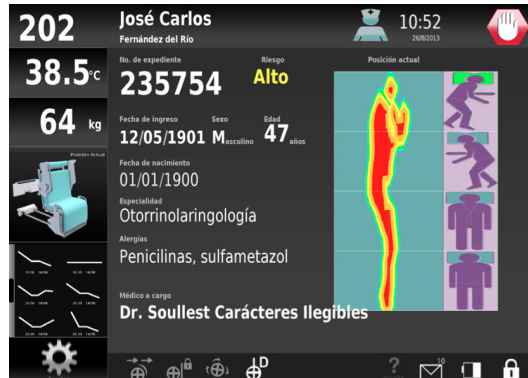 202
José Carlos
Fernández del Río
10:52
26/8/2013
38.5°C
No. de expediente
235754
Riesgo
Alto
Posición actual
64 kg
Fecha de ingreso
12/05/1901
Sexo
Masculino
Edad
47 años
Posición Actual
Fecha de nacimiento
01/01/1900
Especialidad
Otorrinolaringología
Alergías
Penicilinas, sulfametazol
Médico a cargo
Dr. Soullest Carácteres Ilegibles
D
?
10